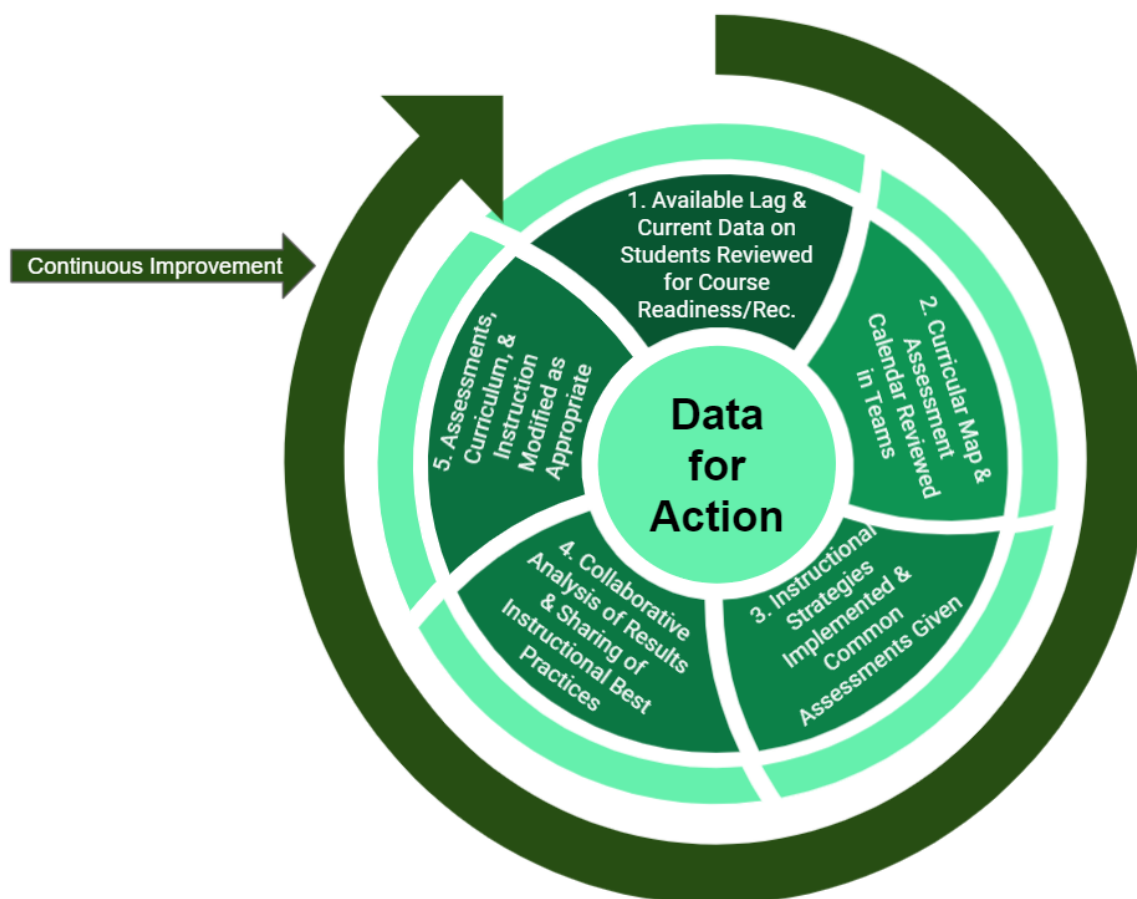 Continuous Improvement
Data
for
Action
1. Available Lag &
Current Data on
Students Reviewed
for Course
Readiness/Rec.
2. Curricular Map &
Assessment
Calendar Reviewed
in Teams
3. Instructional
Strategies
Implemented &
Common
Assessments Given
4. Collaborative
Analysis of Results
& Sharing of
Instructional Best
Practices
5. Assessments,
Curriculum, &
Instruction
Modified as
Appropriate